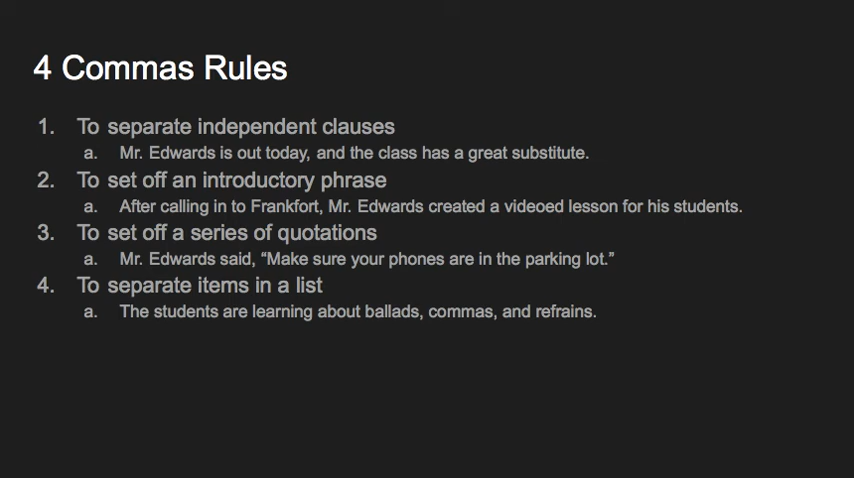 4 Commas Rules
1. To separate independent clauses
a. Mr. Edwards is out today, and the class has a great substitute.
2. To set off an introductory phrase
a. After calling in to Frankfort, Mr. Edwards created a videoed lesson for his students.
3. To set off a series of quotations
a. Mr. Edwards said, “Make sure your phones are in the parking lot.”
4. To separate items in a list
a. The students are learning about ballads, commas, and refrains.